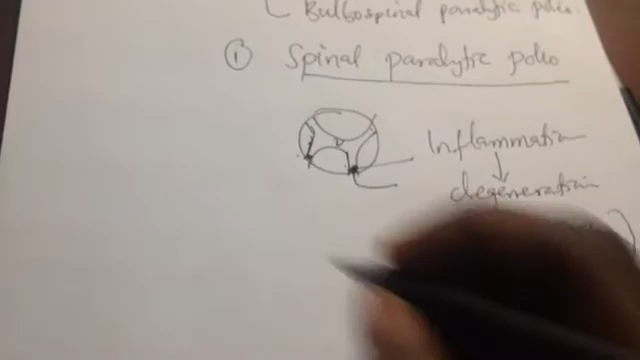 Bulbospinal paralytic polio.
① Spinal paralytic polio
Inflammation
degeneration